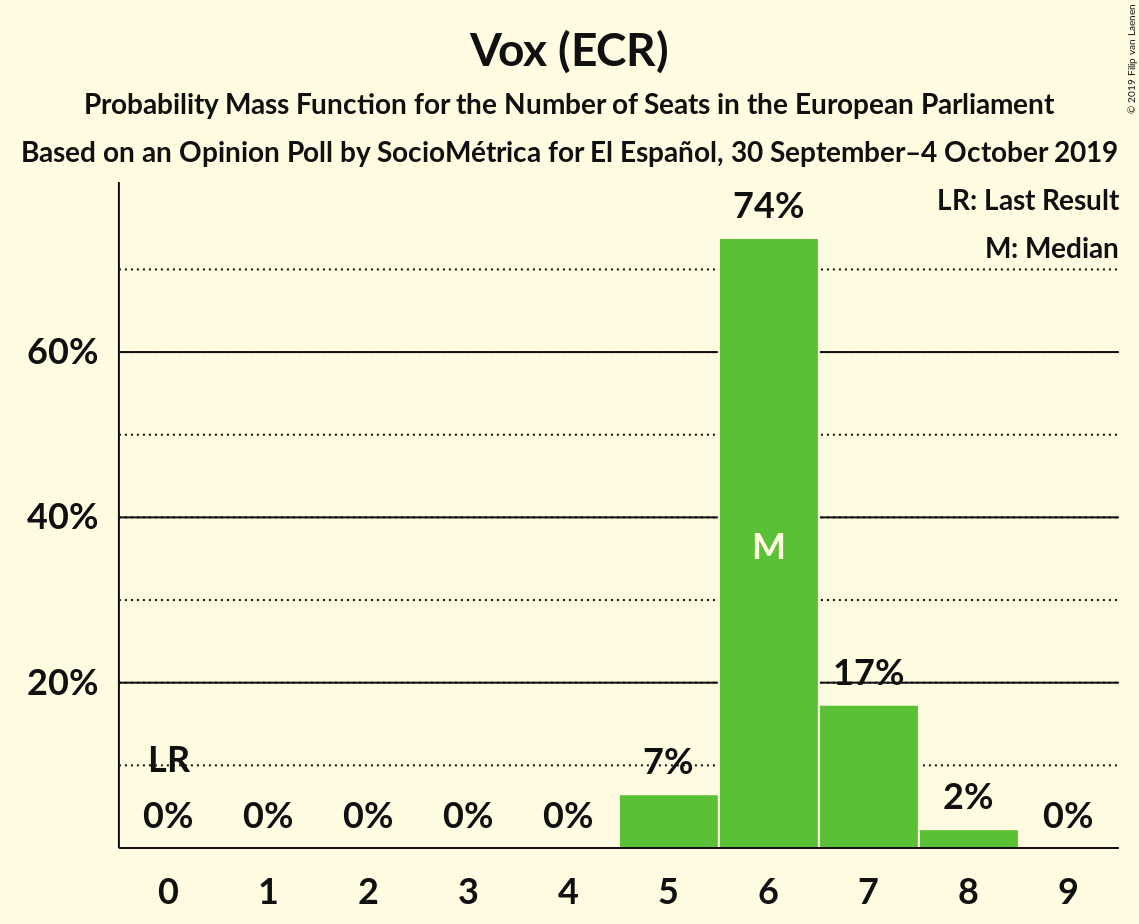 Vox (ECR)
Probability Mass Function for the Number of Seats in the European Parliament
Based on an Opinion Poll by SocioMétrica for El Español, 30 September–4 October 2019
© 2019 Filip van Laenen
LR: Last Result
M: Median
74%
60%
40%
M
20%
17%
LR
7%
2%
0% 0% 0% 0% 0% 0%
0 1 2 3 4 5 6 7 8 9